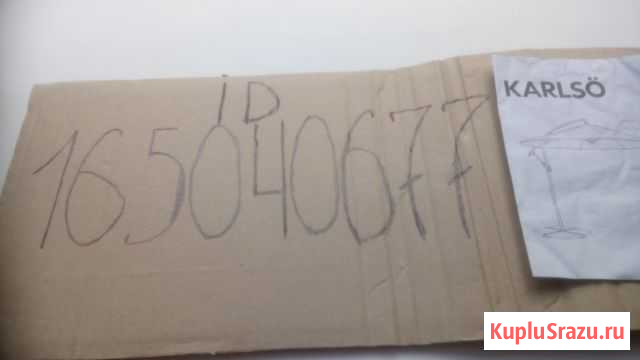 iD
165040677
KARLSÖ
KupluSrazu.ru